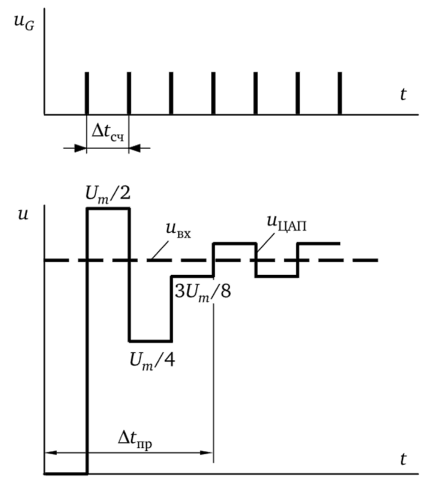 u_G
t
Δt_сч
U_m/2
u
u_вх
u_ЦАП
3U_m/8
U_m/4
Δt_пр
t